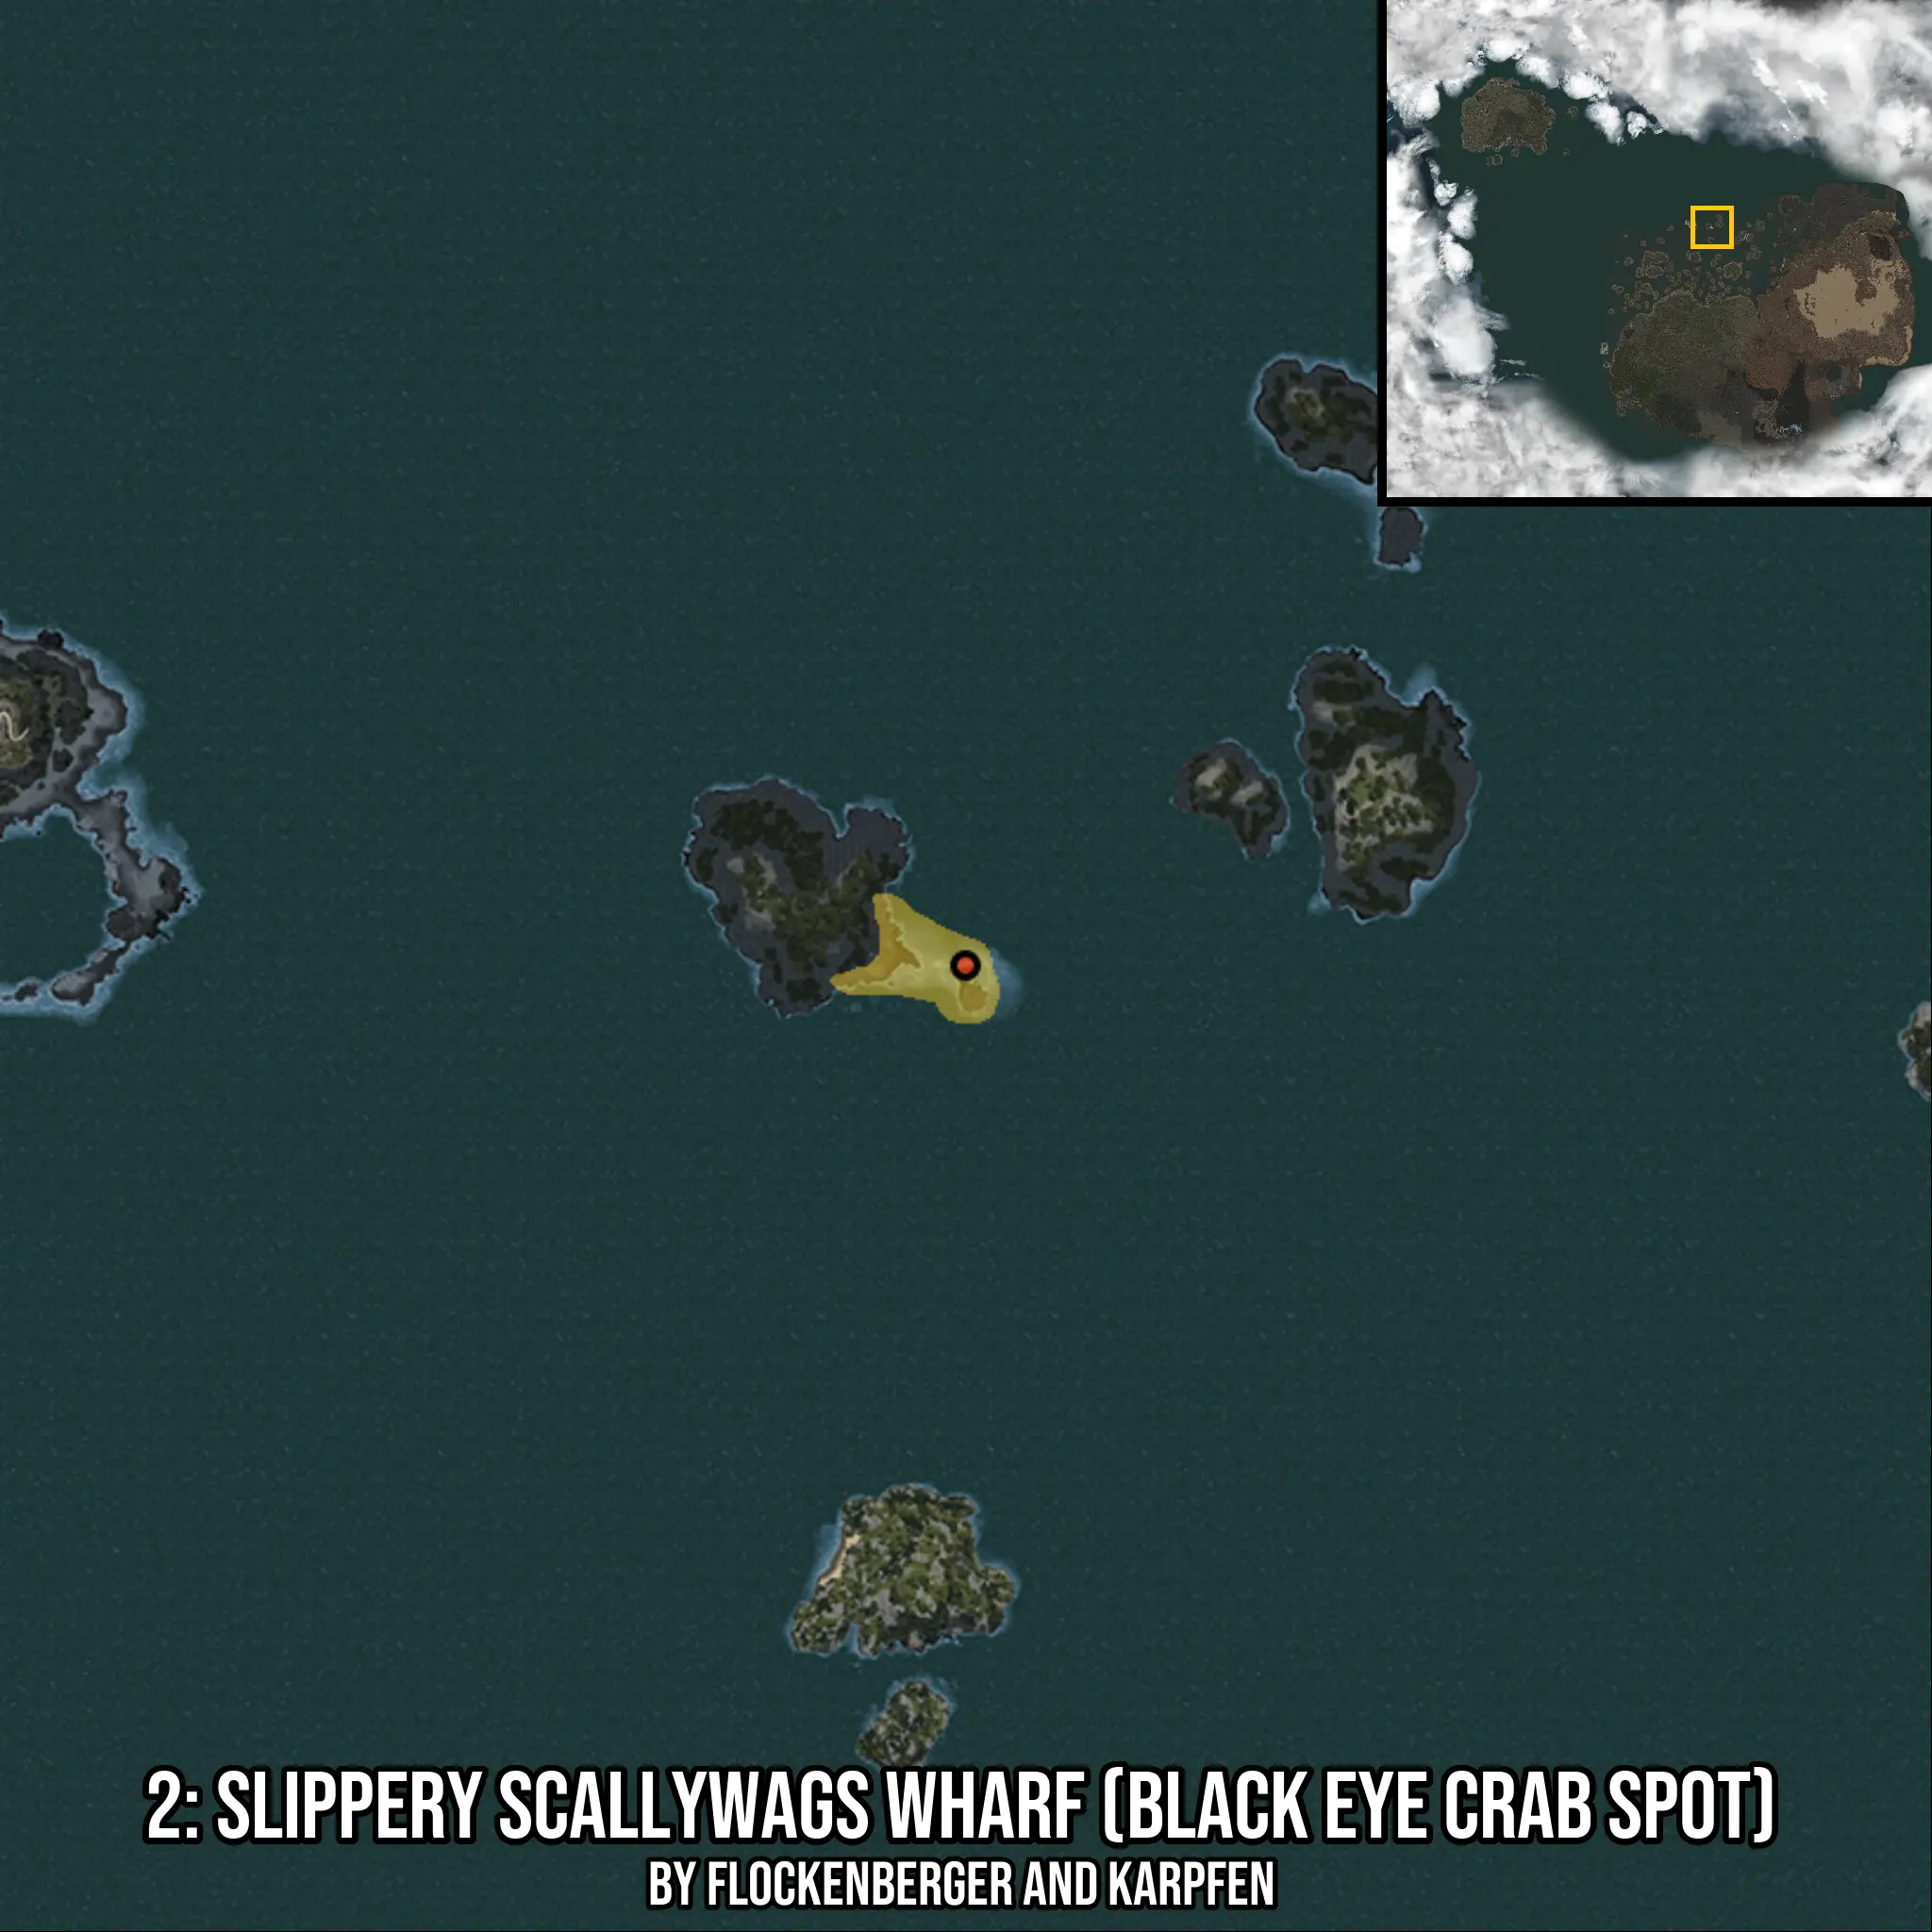 2: SLIPPERY SCALLYWAGS WHARF (BLACK EYE CRAB SPOT)
BY FLOCKENBERGER AND KARPFEN